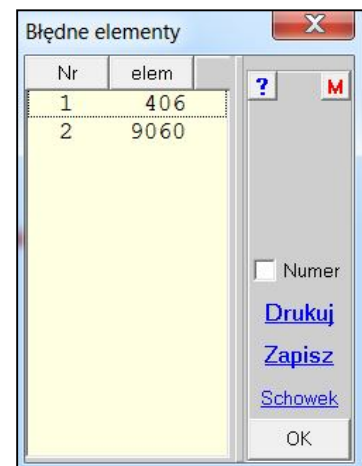 Błędne elementy
X
Nr elem
1 406
2 9060
? M
Numer
Drukuj
Zapisz
Schowek
OK